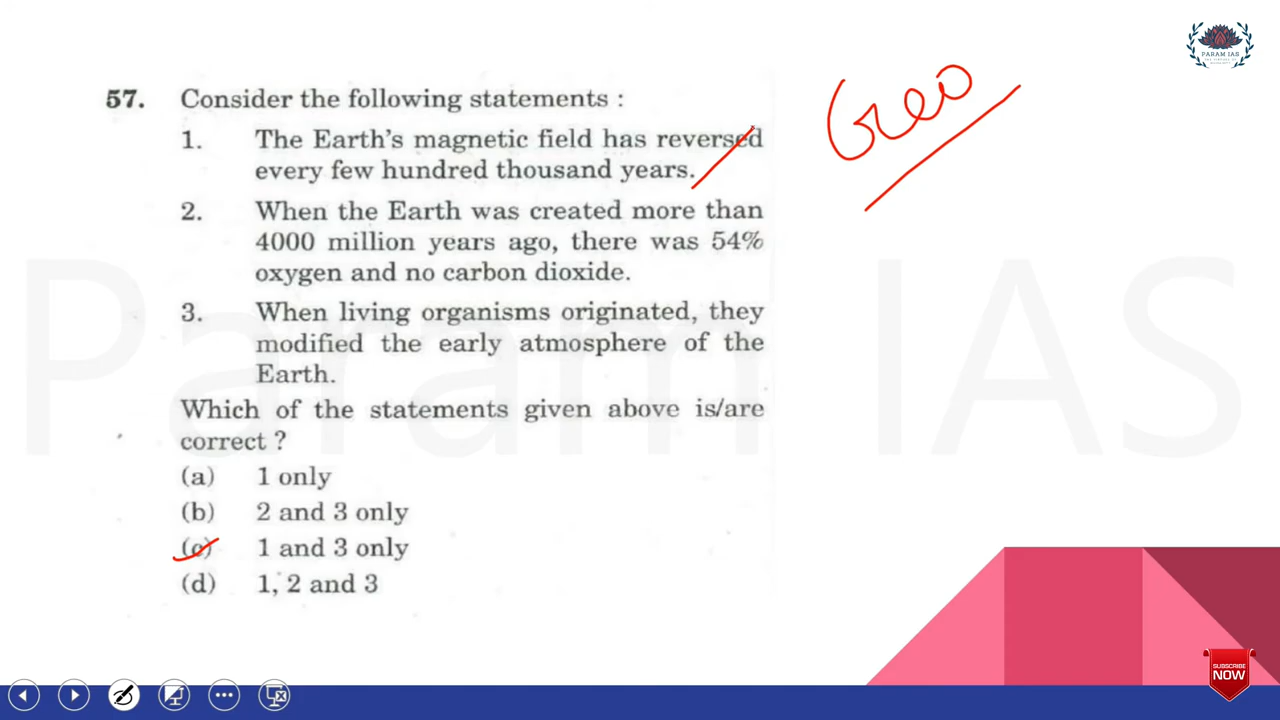 PARAM IAS
Geo
57. Consider the following statements :
1. The Earth's magnetic field has reversed
every few hundred thousand years.
2. When the Earth was created more than
4000 million years ago, there was 54%
oxygen and no carbon dioxide.
3. When living organisms originated, they
modified the early atmosphere of the
Earth.
Which of the statements given above is/are
correct ?
(a) 1 only
(b) 2 and 3 only
(c) 1 and 3 only
(d) 1, 2 and 3
Param IAS
SUBSCRIBE
NOW